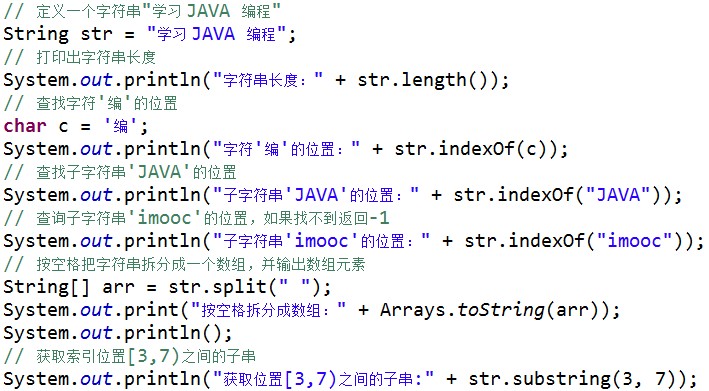 // 定义一个字符串"学习 JAVA 编程"
String str = "学习 JAVA 编程";
// 打印出字符串长度
System.out.println("字符串长度：" + str.length());
// 查找字符'编'的位置
char c = '编';
System.out.println("字符'编'的位置：" + str.indexOf(c));
// 查找子字符串'JAVA'的位置
System.out.println("子字符串'JAVA'的位置：" + str.indexOf("JAVA"));
// 查询子字符串'imooc'的位置，如果找不到返回-1
System.out.println("子字符串'imooc'的位置：" + str.indexOf("imooc"));
// 按空格把字符串拆分成一个数组，并输出数组元素
String[] arr = str.split(" ");
System.out.print("按空格拆分成数组：" + Arrays.toString(arr));
System.out.println();
// 获取索引位置[3,7)之间的子串
System.out.println("获取位置[3,7)之间的子串:" + str.substring(3, 7));